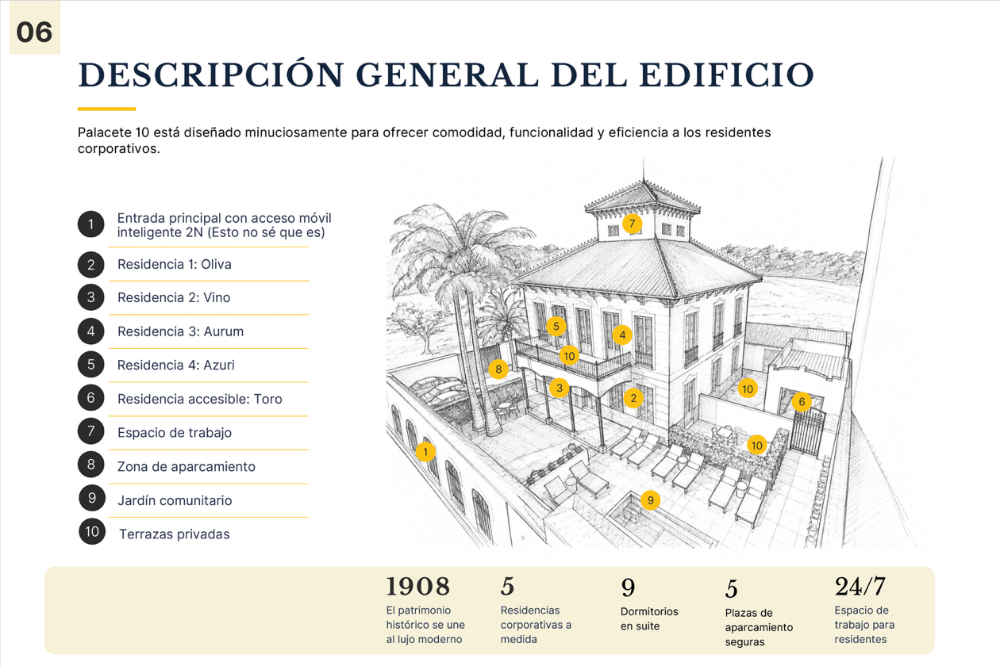 06
DESCRIPCIÓN GENERAL DEL EDIFICIO
Palacete 10 está diseñado minuciosamente para ofrecer comodidad, funcionalidad y eficiencia a los residentes
corporativos.
1 Entrada principal con acceso móvil
inteligente 2N (Esto no sé que es)
2 Residencia 1: Oliva
3 Residencia 2: Vino
4 Residencia 3: Aurum
5 Residencia 4: Azuri
6 Residencia accesible: Toro
7 Espacio de trabajo
8 Zona de aparcamiento
9 Jardín comunitario
10 Terrazas privadas
7
5
4
10
8
3
2
10
6
1
10
9
1908
El patrimonio
histórico se une
al lujo moderno
5
Residencias
corporativas a
medida
9
Dormitorios
en suite
5
Plazas de
aparcamiento
seguras
24/7
Espacio de
trabajo para
residentes